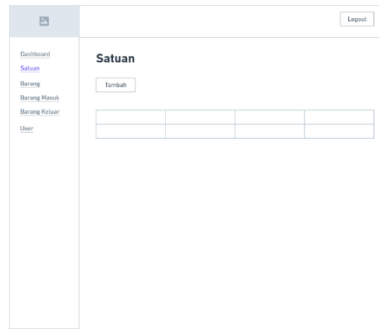 Logout
Dashboard
Satuan
Barang
Barang Masuk
Barang Keluar
User
Satuan
Tambah